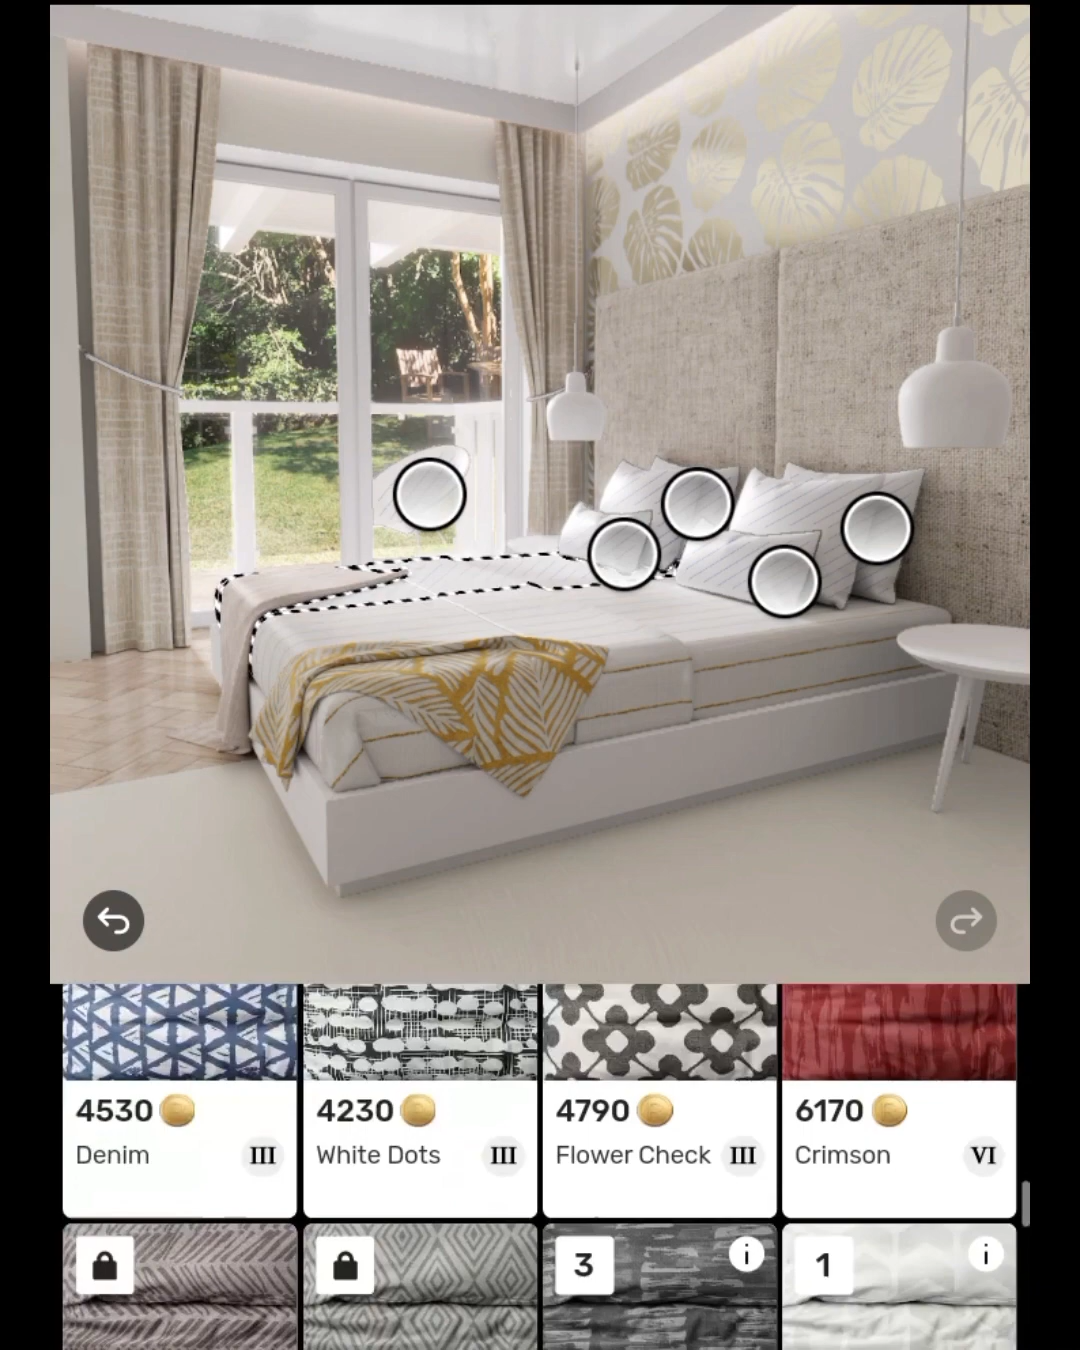 4530
4230
4790
6170
Denim III
White Dots III
Flower Check III
Crimson VI
3 i
1 i